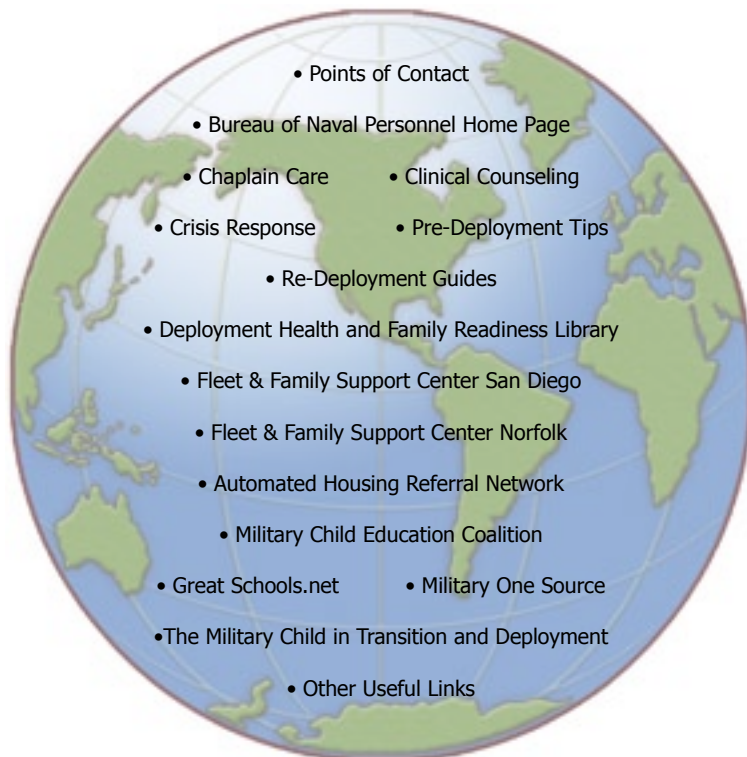 • Points of Contact
• Bureau of Naval Personnel Home Page
• Chaplain Care • Clinical Counseling
• Crisis Response • Pre-Deployment Tips
• Re-Deployment Guides
• Deployment Health and Family Readiness Library
• Fleet & Family Support Center San Diego
• Fleet & Family Support Center Norfolk
• Automated Housing Referral Network
• Military Child Education Coalition
• Great Schools.net • Military One Source
•The Military Child in Transition and Deployment
• Other Useful Links